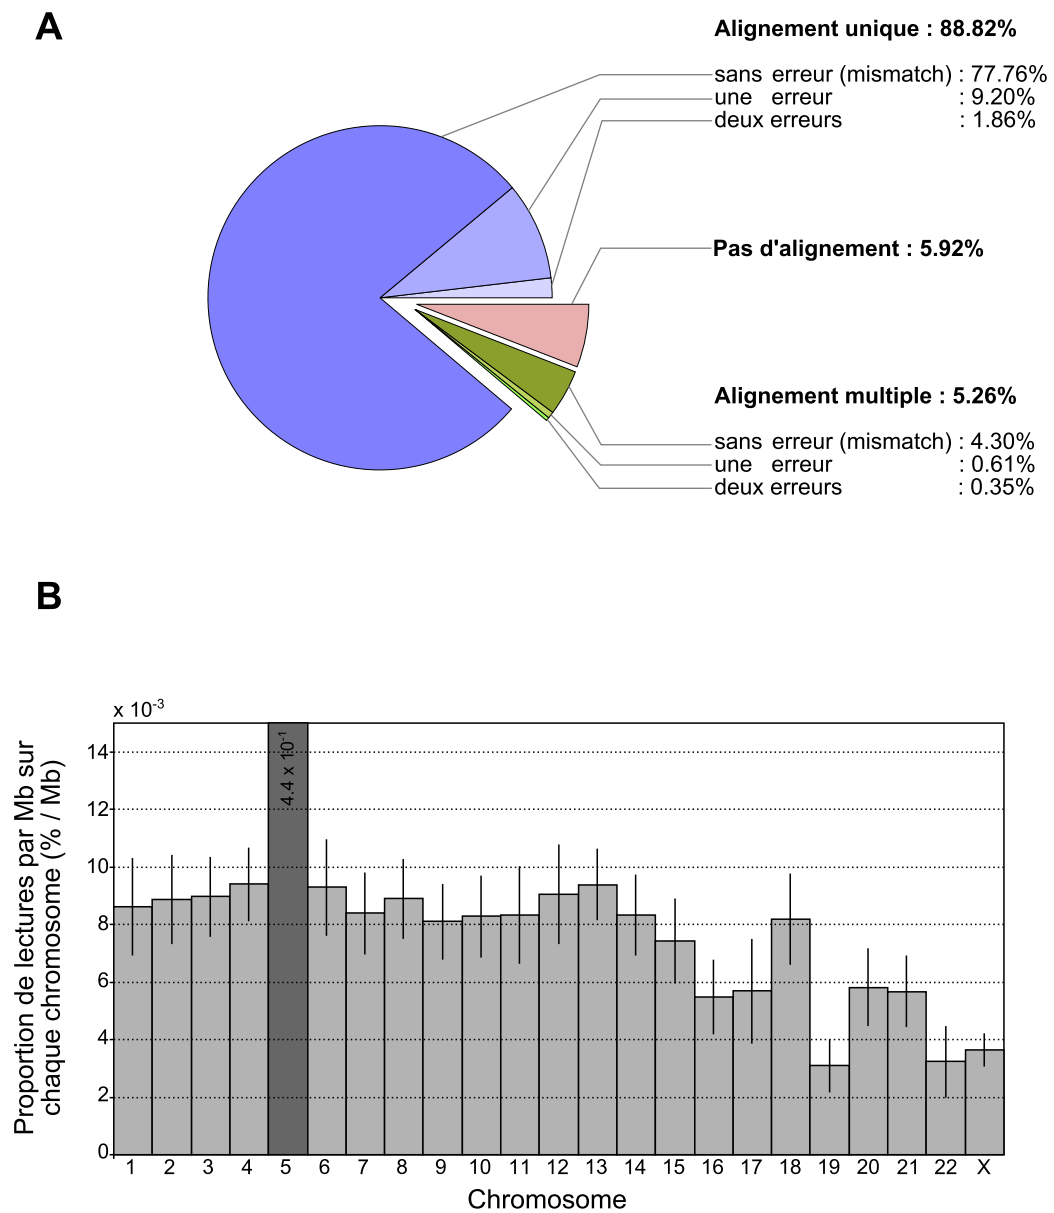 A
Alignement unique : 88.82%
sans erreur (mismatch) : 77.76%
une erreur : 9.20%
deux erreurs : 1.86%
Pas d'alignement : 5.92%
Alignement multiple : 5.26%
sans erreur (mismatch) : 4.30%
une erreur : 0.61%
deux erreurs : 0.35%
B
x 10-3
Proportion de lectures par Mb sur
chaque chromosome (% / Mb)
14
12
10
8
6
4
2
0
4.4 x 10-1
1 2 3 4 5 6 7 8 9 10 11 12 13 14 15 16 17 18 19 20 21 22 X
Chromosome